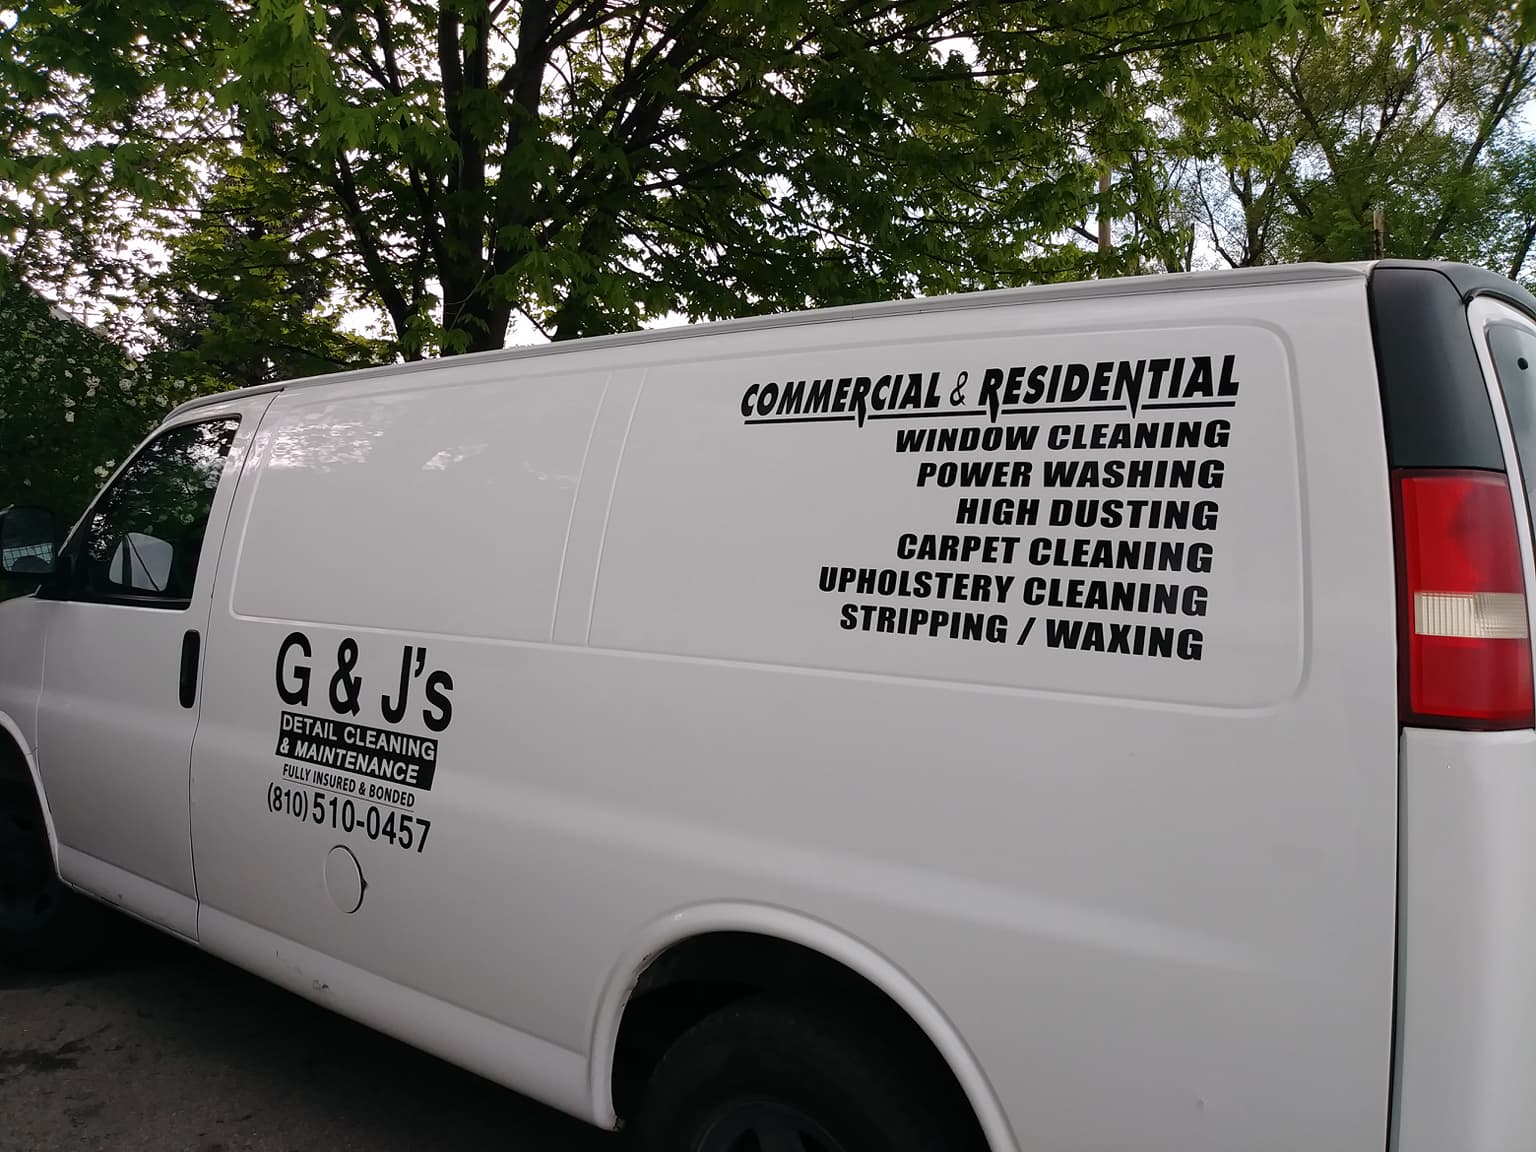 COMMERCIAL & RESIDENTIAL
WINDOW CLEANING
POWER WASHING
HIGH DUSTING
CARPET CLEANING
UPHOLSTERY CLEANING
STRIPPING / WAXING
G & J's
DETAIL CLEANING
& MAINTENANCE
FULLY INSURED & BONDED
(810) 510-0457